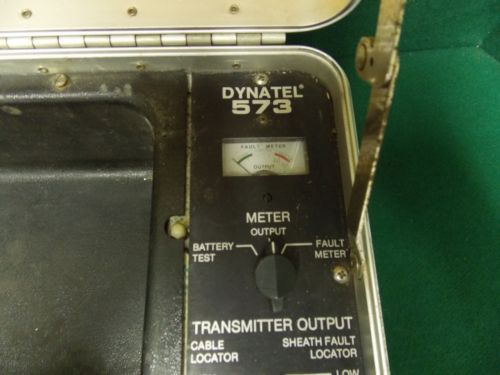 DYNATEL®
573
FAULT METER
OUTPUT
METER
OUTPUT
BATTERY TEST
FAULT METER
TRANSMITTER OUTPUT
CABLE LOCATOR
SHEATH FAULT LOCATOR
LOW